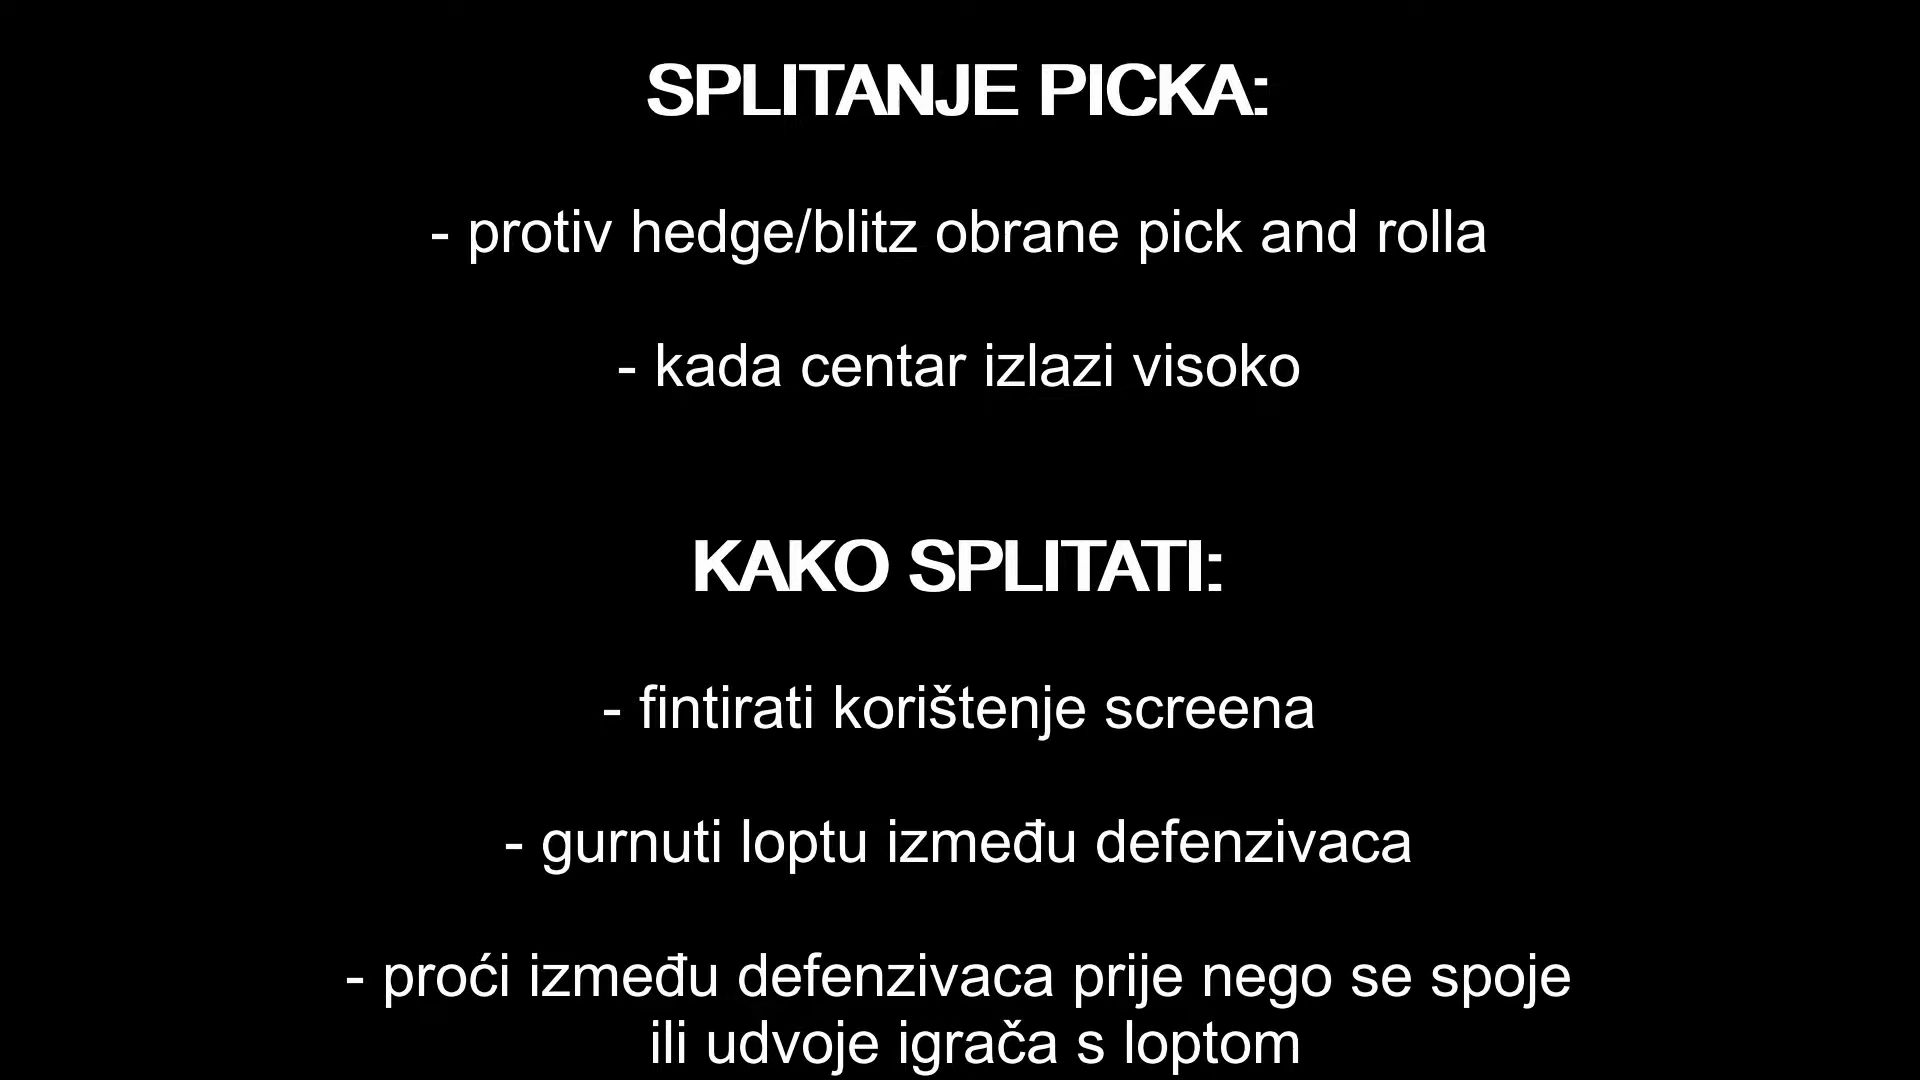 SPLITANJE PICKA:
- protiv hedge/blitz obrane pick and rolla
- kada centar izlazi visoko
KAKO SPLITATI:
- fintirati korištenje screena
- gurnuti loptu između defenzivaca
- proći između defenzivaca prije nego se spoje
ili udvoje igrača s loptom